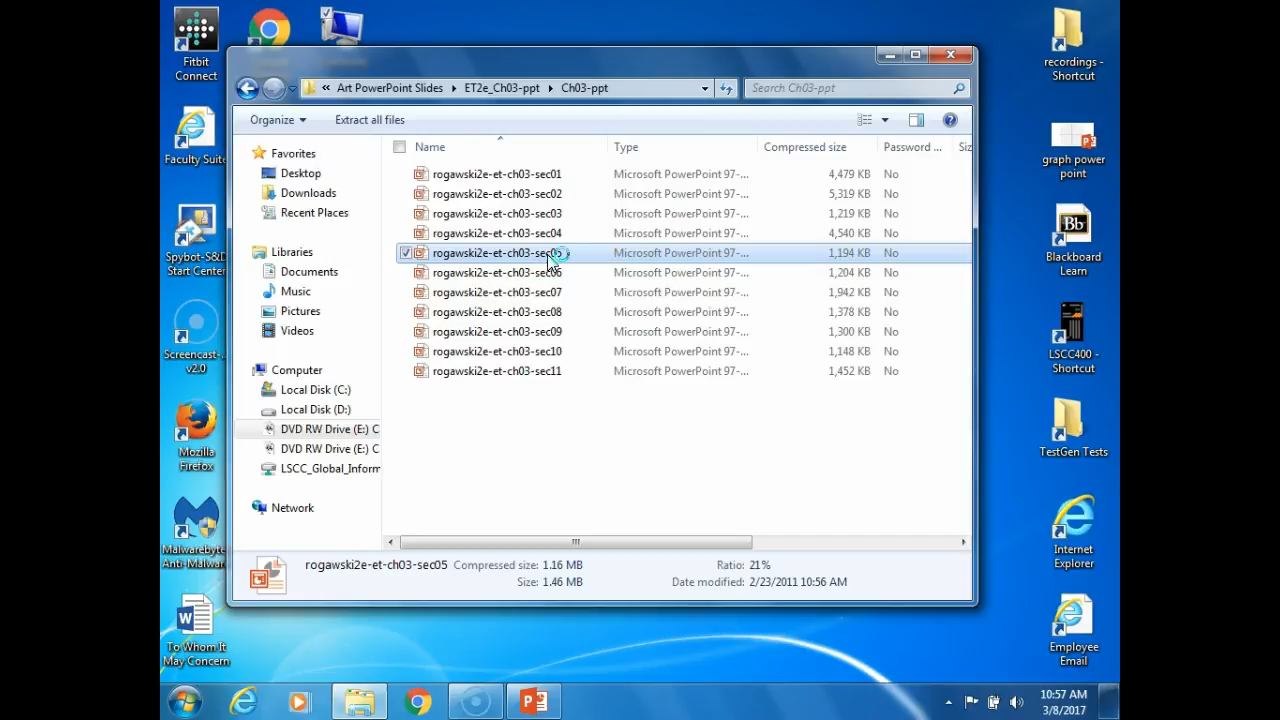 Fitbit
Connect
recordings -
Shortcut
« Art PowerPoint Slides ET2e_Ch03-ppt Ch03-ppt
Search Ch03-ppt
Organize Extract all files
Name Type Compressed size Password ... Siz
rogawski2e-et-ch03-sec01 Microsoft PowerPoint 97-... 4,479 KB No
rogawski2e-et-ch03-sec02 Microsoft PowerPoint 97-... 5,319 KB No
rogawski2e-et-ch03-sec03 Microsoft PowerPoint 97-... 1,219 KB No
rogawski2e-et-ch03-sec04 Microsoft PowerPoint 97-... 4,540 KB No
rogawski2e-et-ch03-sec05 Microsoft PowerPoint 97-... 1,194 KB No
rogawski2e-et-ch03-sec06 Microsoft PowerPoint 97-... 1,204 KB No
rogawski2e-et-ch03-sec07 Microsoft PowerPoint 97-... 1,942 KB No
rogawski2e-et-ch03-sec08 Microsoft PowerPoint 97-... 1,378 KB No
rogawski2e-et-ch03-sec09 Microsoft PowerPoint 97-... 1,300 KB No
rogawski2e-et-ch03-sec10 Microsoft PowerPoint 97-... 1,148 KB No
rogawski2e-et-ch03-sec11 Microsoft PowerPoint 97-... 1,452 KB No
Favorites
Desktop
Downloads
Recent Places
Libraries
Documents
Music
Pictures
Videos
Computer
Local Disk (C:)
Local Disk (D:)
DVD RW Drive (E:) C
DVD RW Drive (E:) C
LSCC_Global_Inform
Network
rogawski2e-et-ch03-sec05 Compressed size: 1.16 MB Ratio: 21%
Size: 1.46 MB Date modified: 2/23/2011 10:56 AM
Faculty Suite
Spybot-S&D
Start Center
Screencast-...
v2.0
Mozilla
Firefox
Malwarebyte
Anti-Malwar
To Whom It
May Concern
graph power
point
Bb
Blackboard
Learn
LSCC400 -
Shortcut
TestGen Tests
Internet
Explorer
Employee
Email
10:57 AM
3/8/2017